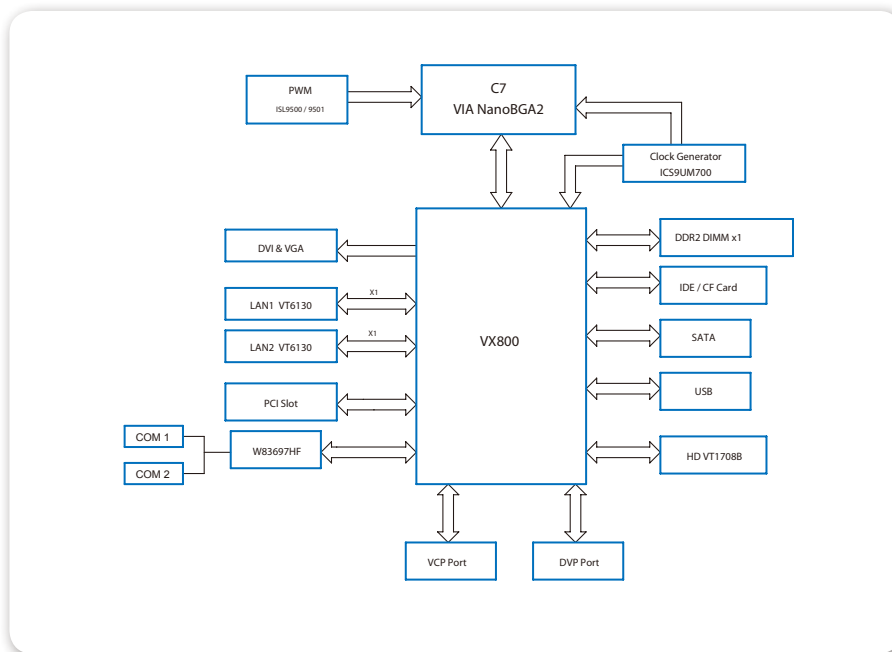 PWM
ISL9500 / 9501
C7
VIA NanoBGA2
Clock Generator
ICS9UM700
DVI & VGA
DDR2 DIMM x1
LAN1 VT6130
X1
IDE / CF Card
LAN2 VT6130
X1
VX800
SATA
PCI Slot
USB
COM 1
COM 2
W83697HF
HD VT1708B
VCP Port
DVP Port